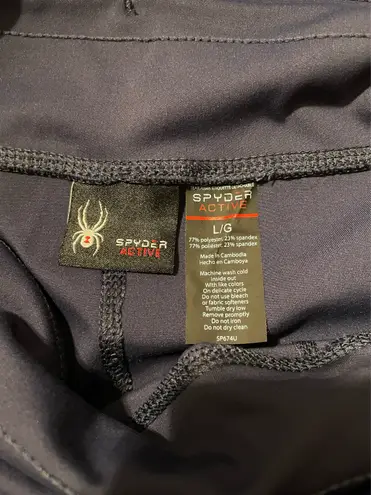 SPYDER
ACTIVE
SPYDER
ACTIVE
L/G
77% polyester, 23% spandex
77% polyester, 23% spandex
Made in Cambodia
Hecho en Camboya
Machine wash cold
inside out
With like colors
On delicate cycle
Do not use bleach
or fabric softeners
Tumble dry low
Remove promptly
Do not iron
Do not dry clean
SP674U